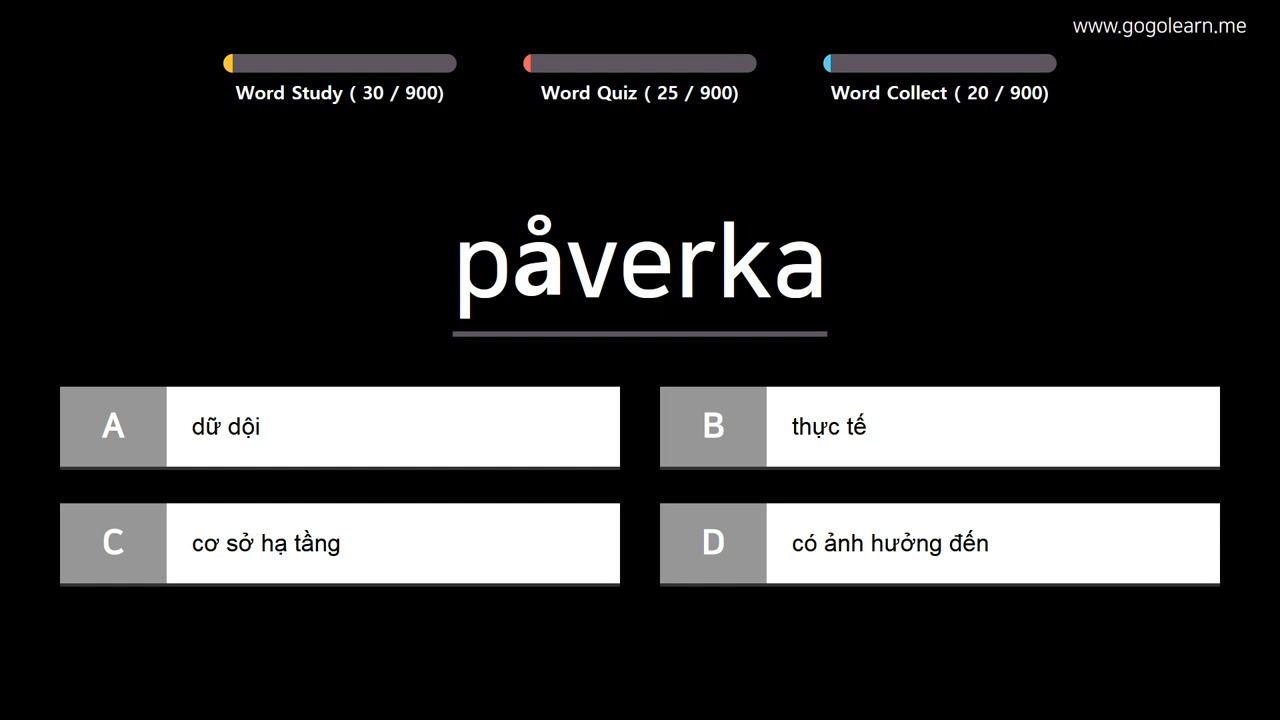 www.gogolearn.me
Word Study ( 30 / 900)
Word Quiz ( 25 / 900)
Word Collect ( 20 / 900)
påverka
A dữ dội
B thực tế
C cơ sở hạ tầng
D có ảnh hưởng đến